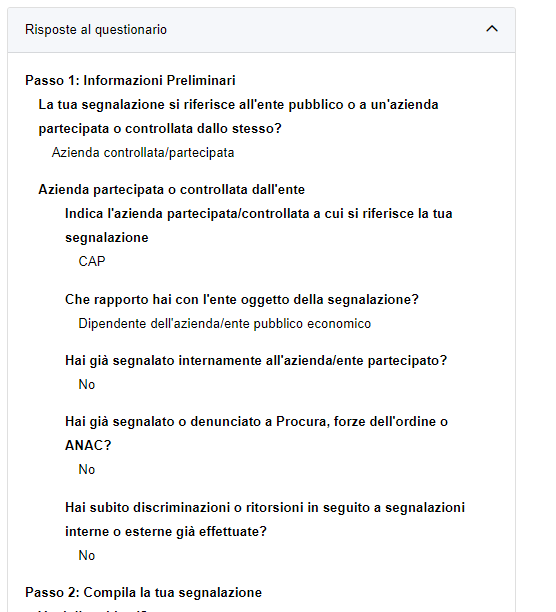 Risposte al questionario
Passo 1: Informazioni Preliminari
La tua segnalazione si riferisce all'ente pubblico o a un'azienda
partecipata o controllata dallo stesso?
Azienda controllata/partecipata
Azienda partecipata o controllata dall'ente
Indica l'azienda partecipata/controllata a cui si riferisce la tua
segnalazione
CAP
Che rapporto hai con l'ente oggetto della segnalazione?
Dipendente dell'azienda/ente pubblico economico
Hai già segnalato internamente all'azienda/ente partecipato?
No
Hai già segnalato o denunciato a Procura, forze dell'ordine o
ANAC?
No
Hai subito discriminazioni o ritorsioni in seguito a segnalazioni
interne o esterne già effettuate?
No
Passo 2: Compila la tua segnalazione